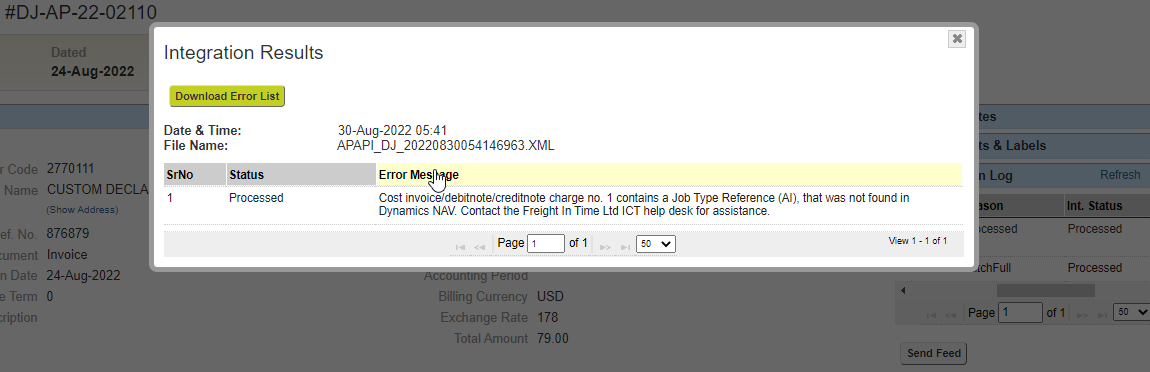 #DJ-AP-22-02110
Dated
24-Aug-2022
Integration Results
Download Error List
Date & Time: 30-Aug-2022 05:41
File Name: APAPI_DJ_20220830054146963.XML
SrNo Status Error Message
1 Processed Cost invoice/debitnote/creditnote charge no. 1 contains a Job Type Reference (AI), that was not found in
Dynamics NAV. Contact the Freight In Time Ltd ICT help desk for assistance.
Page 1 of 1 50 View 1 - 1 of 1
r Code 2770111
Name CUSTOM DECLA
(Show Address)
ef. No. 876879
cument Invoice
n Date 24-Aug-2022
e Term 0
cription
Accounting Period
Billing Currency USD
Exchange Rate 178
Total Amount 79.00
tes
ts & Labels
n Log Refresh
ason Int. Status
ocessed Processed
tchFull Processed
Page 1 of 1 50
Send Feed